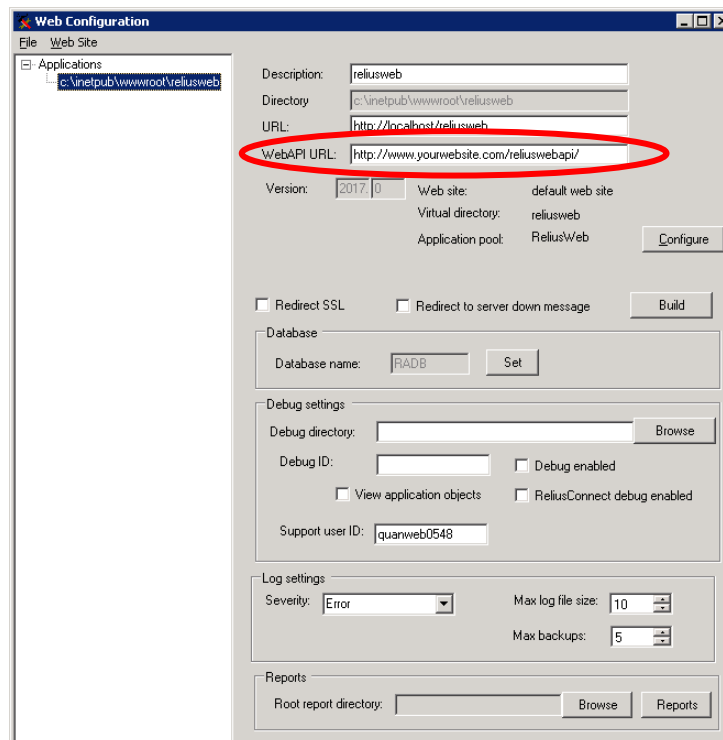 Web Configuration
File Web Site
Applications
c:\inetpub\wwwroot\reliusweb
Description: reliusweb
Directory c:\inetpub\wwwroot\reliusweb
URL: http://localhost/reliusweb
WebAPI URL: http://www.yourwebsite.com/reliuswebapi/
Version: 2017. 0 Web site: default web site
Virtual directory: reliusweb
Application pool: ReliusWeb Configure
Redirect SSL Redirect to server down message Build
Database
Database name: RADB Set
Debug settings
Debug directory: Browse
Debug ID: Debug enabled
View application objects ReliusConnect debug enabled
Support user ID: quanweb0548
Log settings
Severity: Error Max log file size: 10
Max backups: 5
Reports
Root report directory: Browse Reports